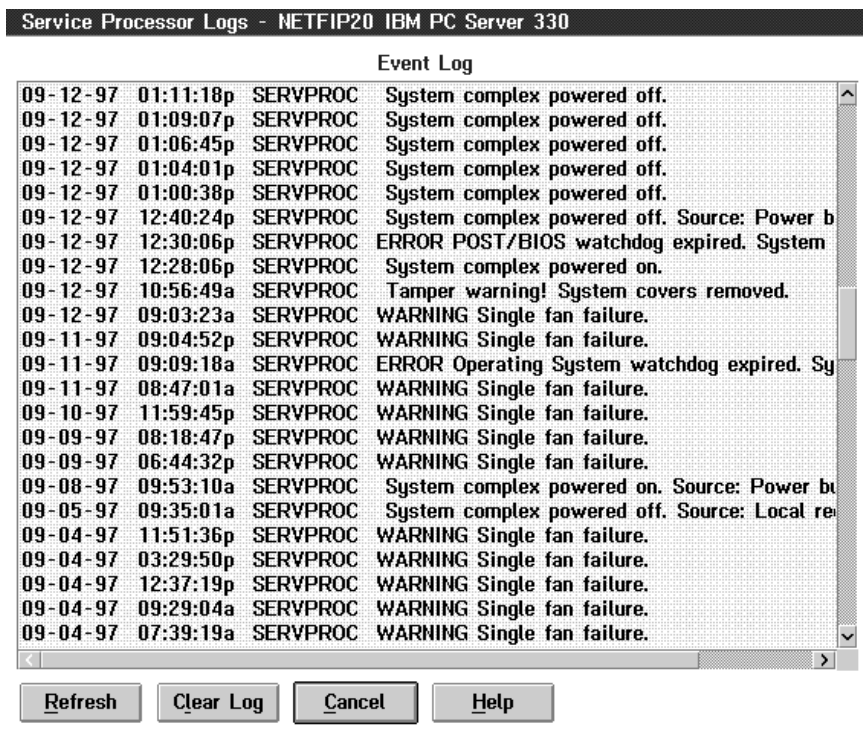 Service Processor Logs - NETFIP20 IBM PC Server 330
Event Log
09-12-97 01:11:18p SERVPROC System complex powered off.
09-12-97 01:09:07p SERVPROC System complex powered off.
09-12-97 01:06:45p SERVPROC System complex powered off.
09-12-97 01:04:01p SERVPROC System complex powered off.
09-12-97 01:00:38p SERVPROC System complex powered off.
09-12-97 12:40:24p SERVPROC System complex powered off. Source: Power b
09-12-97 12:30:06p SERVPROC ERROR POST/BIOS watchdog expired. System
09-12-97 12:28:06p SERVPROC System complex powered on.
09-12-97 10:56:49a SERVPROC Tamper warning! System covers removed.
09-12-97 09:03:23a SERVPROC WARNING Single fan failure.
09-11-97 09:04:52p SERVPROC WARNING Single fan failure.
09-11-97 09:09:18a SERVPROC ERROR Operating System watchdog expired. Sy
09-11-97 08:47:01a SERVPROC WARNING Single fan failure.
09-10-97 11:59:45p SERVPROC WARNING Single fan failure.
09-09-97 08:18:47p SERVPROC WARNING Single fan failure.
09-09-97 06:44:32p SERVPROC WARNING Single fan failure.
09-08-97 09:53:10a SERVPROC System complex powered on. Source: Power bu
09-05-97 09:35:01a SERVPROC System complex powered off. Source: Local re
09-04-97 11:51:36p SERVPROC WARNING Single fan failure.
09-04-97 03:29:50p SERVPROC WARNING Single fan failure.
09-04-97 12:37:19p SERVPROC WARNING Single fan failure.
09-04-97 09:29:04a SERVPROC WARNING Single fan failure.
09-04-97 07:39:19a SERVPROC WARNING Single fan failure.
Refresh Clear Log Cancel Help